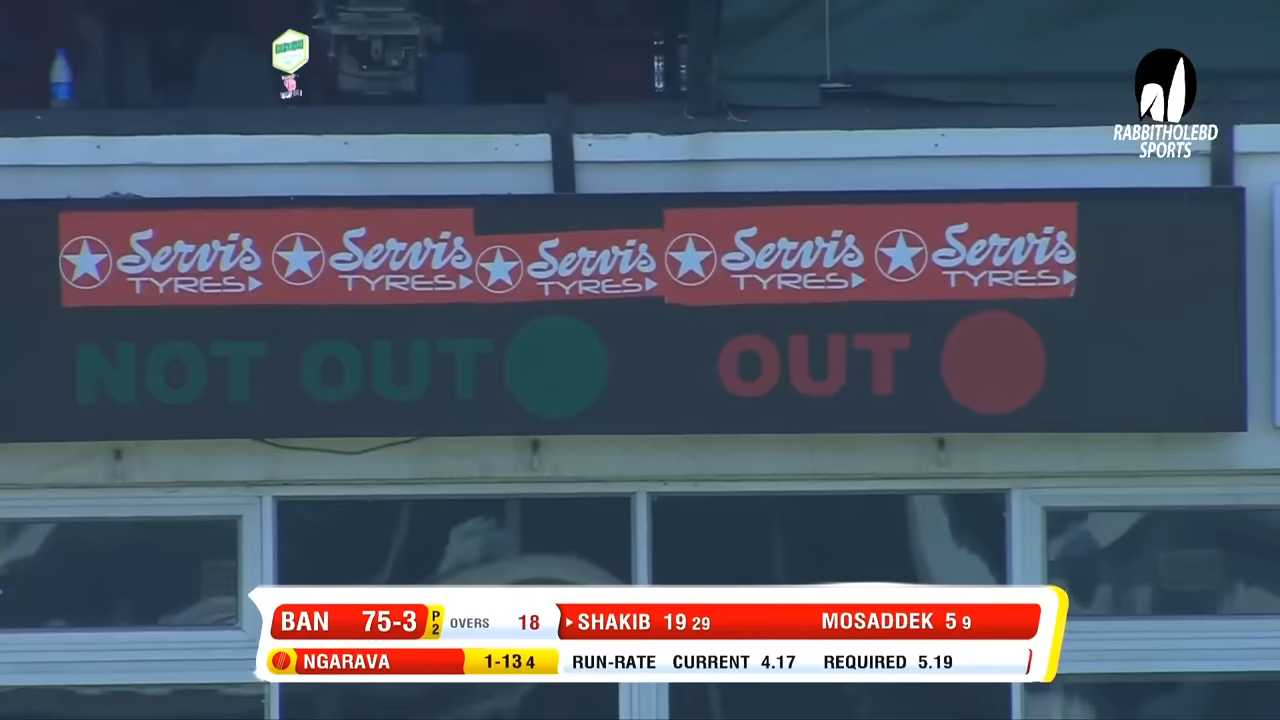 RABBITHOLEBD
SPORTS
Servis Servis Servis Servis Servis
TYRES TYRES TYRES TYRES TYRES
NOT OUT OUT
BAN 75-3 P2 OVERS 18 SHAKIB 19 29 MOSADDEK 5 9
NGARAVA 1-13 4 RUN-RATE CURRENT 4.17 REQUIRED 5.19